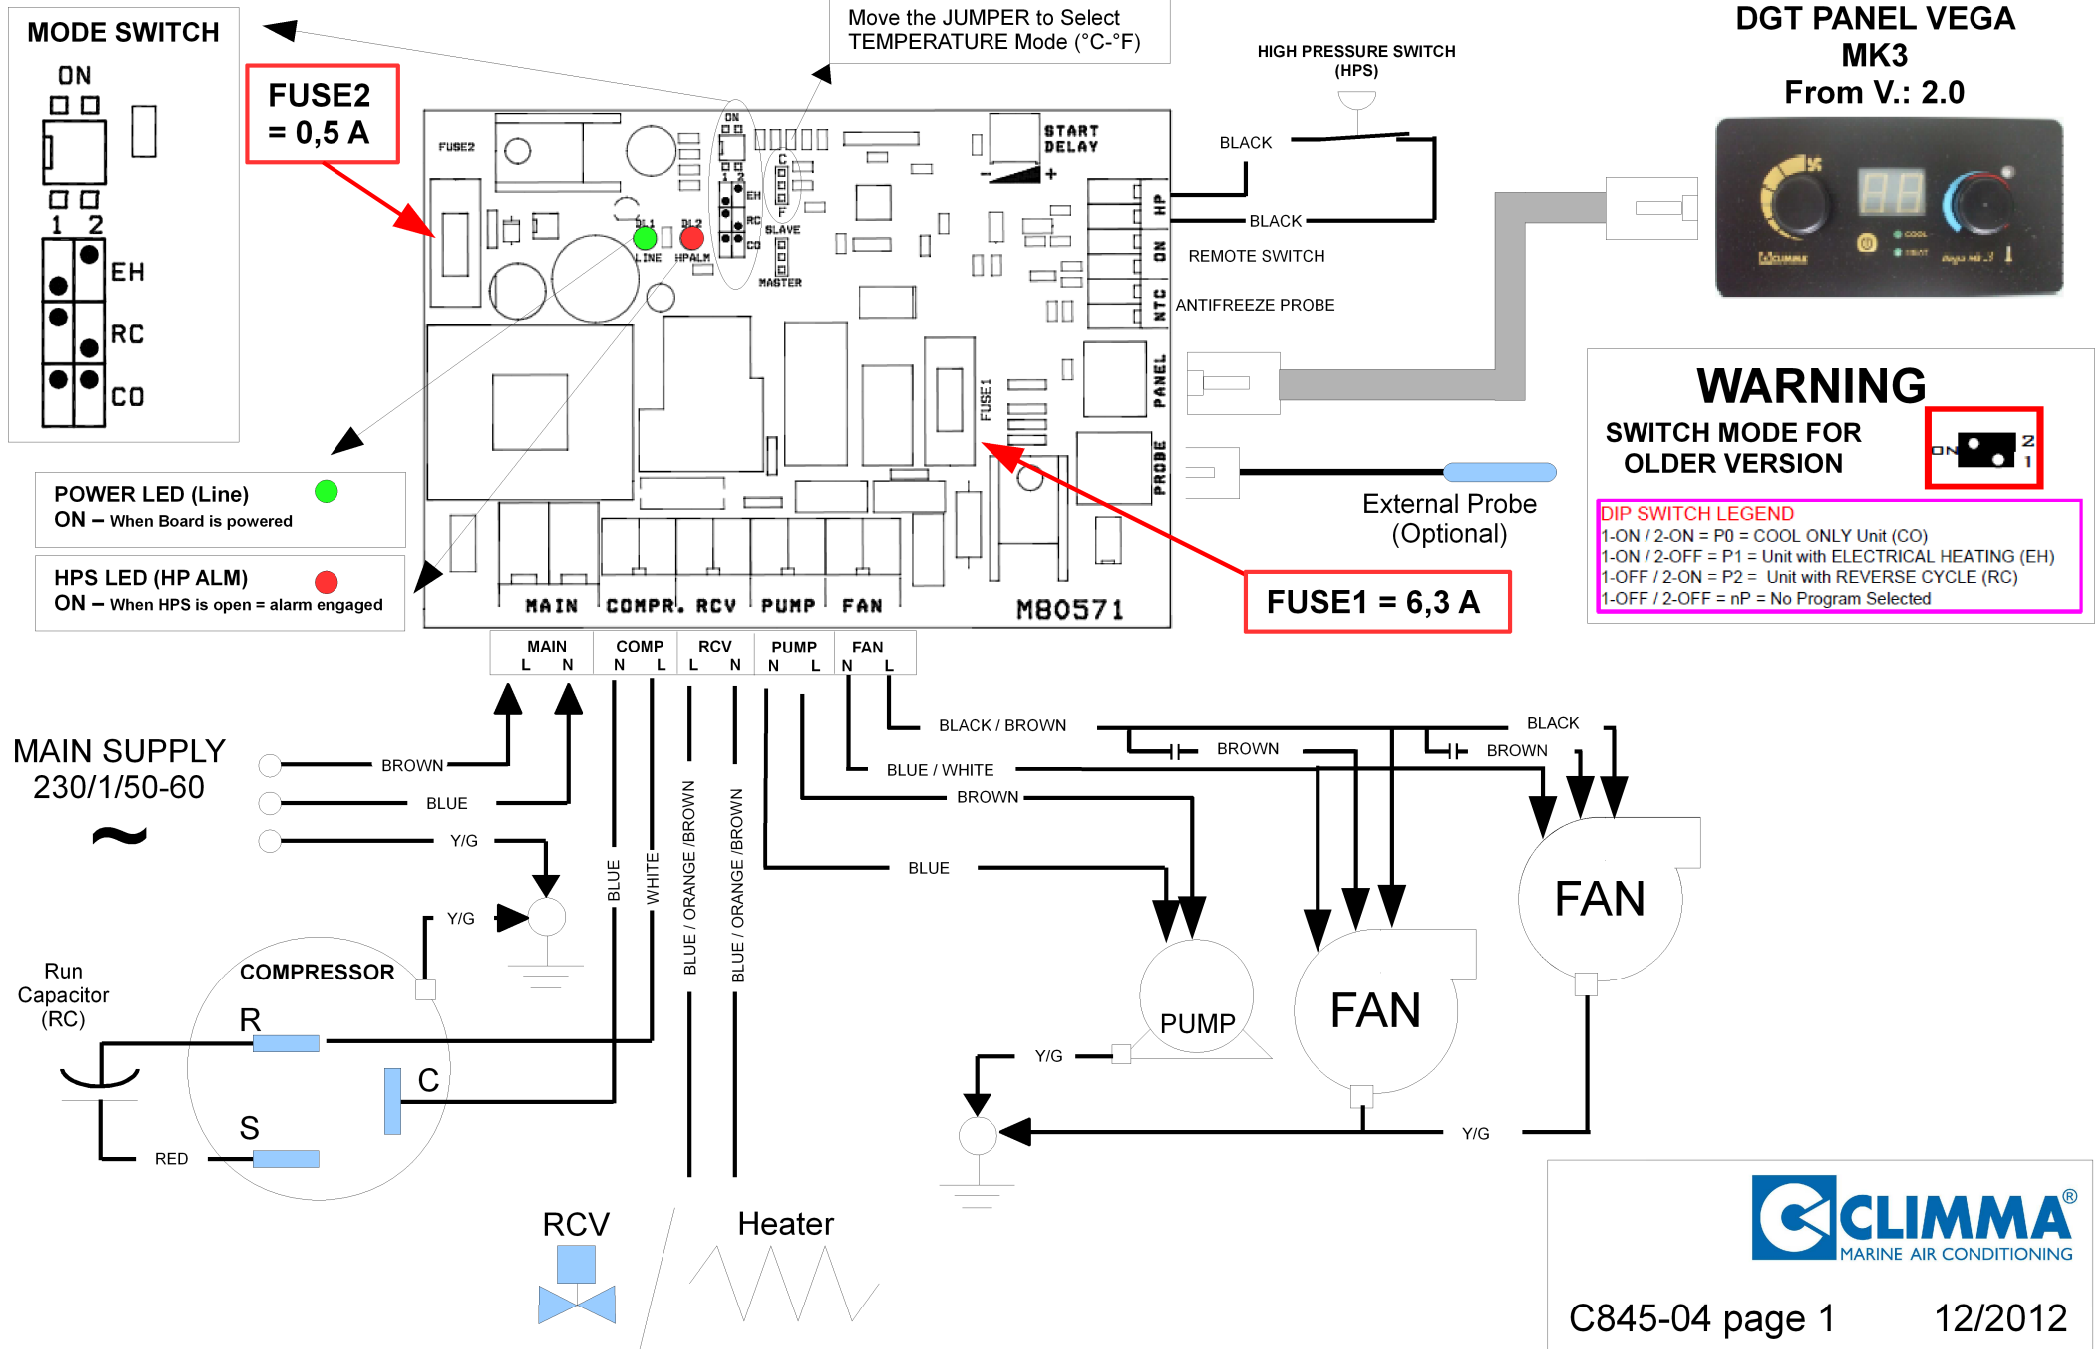 MODE SWITCH
ON
1 2
EH
RC
CO
FUSE2
= 0,5 A
Move the JUMPER to Select
TEMPERATURE Mode (°C-°F)
HIGH PRESSURE SWITCH
(HPS)
DGT PANEL VEGA
MK3
From V.: 2.0
FUSE2
ON
1 2
EH
RC
CO
C
F
SLAVE
MASTER
DL1
LINE
DL2
HPALM
START
DELAY
- +
HP
ON
NTC
PANEL
PROBE
FUSE1
BLACK
BLACK
REMOTE SWITCH
ANTIFREEZE PROBE
CLIMMA
COOL
External Probe
(Optional)
WARNING
SWITCH MODE FOR
OLDER VERSION
ON
2
1
DIP SWITCH LEGEND
1-ON / 2-ON = P0 = COOL ONLY Unit (CO)
1-ON / 2-OFF = P1 = Unit with ELECTRICAL HEATING (EH)
1-OFF / 2-ON = P2 = Unit with REVERSE CYCLE (RC)
1-OFF / 2-OFF = nP = No Program Selected
POWER LED (Line)
ON – When Board is powered
HPS LED (HP ALM)
ON – When HPS is open = alarm engaged
MAIN COMPR. RCV PUMP FAN
M80571
FUSE1 = 6,3 A
MAIN COMP RCV PUMP FAN
L N N L L N N L N L
MAIN SUPPLY
230/1/50-60
~
BROWN
BLUE
Y/G
Y/G
BLUE
WHITE
BLUE / ORANGE /BROWN
BLUE / ORANGE /BROWN
BLACK / BROWN
BLACK
BROWN
BROWN
BLUE / WHITE
BROWN
BLUE
FAN
FAN
PUMP
Y/G
Y/G
COMPRESSOR
Run
Capacitor
(RC)
R
C
S
RED
RCV
Heater
CLIMMA®
MARINE AIR CONDITIONING
C845-04 page 1 12/2012